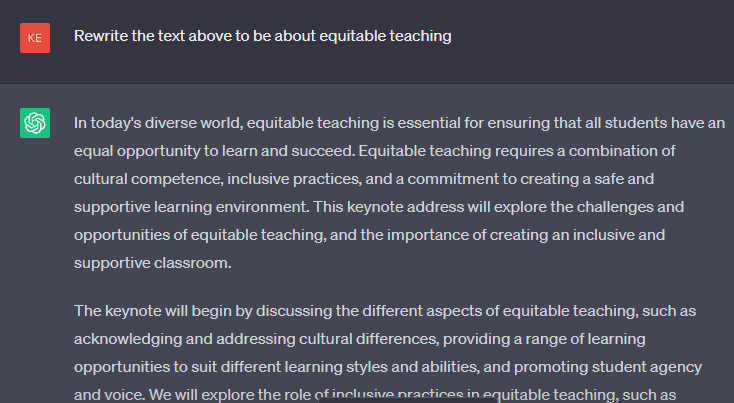 KE
Rewrite the text above to be about equitable teaching
In today's diverse world, equitable teaching is essential for ensuring that all students have an
equal opportunity to learn and succeed. Equitable teaching requires a combination of
cultural competence, inclusive practices, and a commitment to creating a safe and
supportive learning environment. This keynote address will explore the challenges and
opportunities of equitable teaching, and the importance of creating an inclusive and
supportive classroom.
The keynote will begin by discussing the different aspects of equitable teaching, such as
acknowledging and addressing cultural differences, providing a range of learning
opportunities to suit different learning styles and abilities, and promoting student agency
and voice. We will explore the role of inclusive practices in equitable teaching, such as